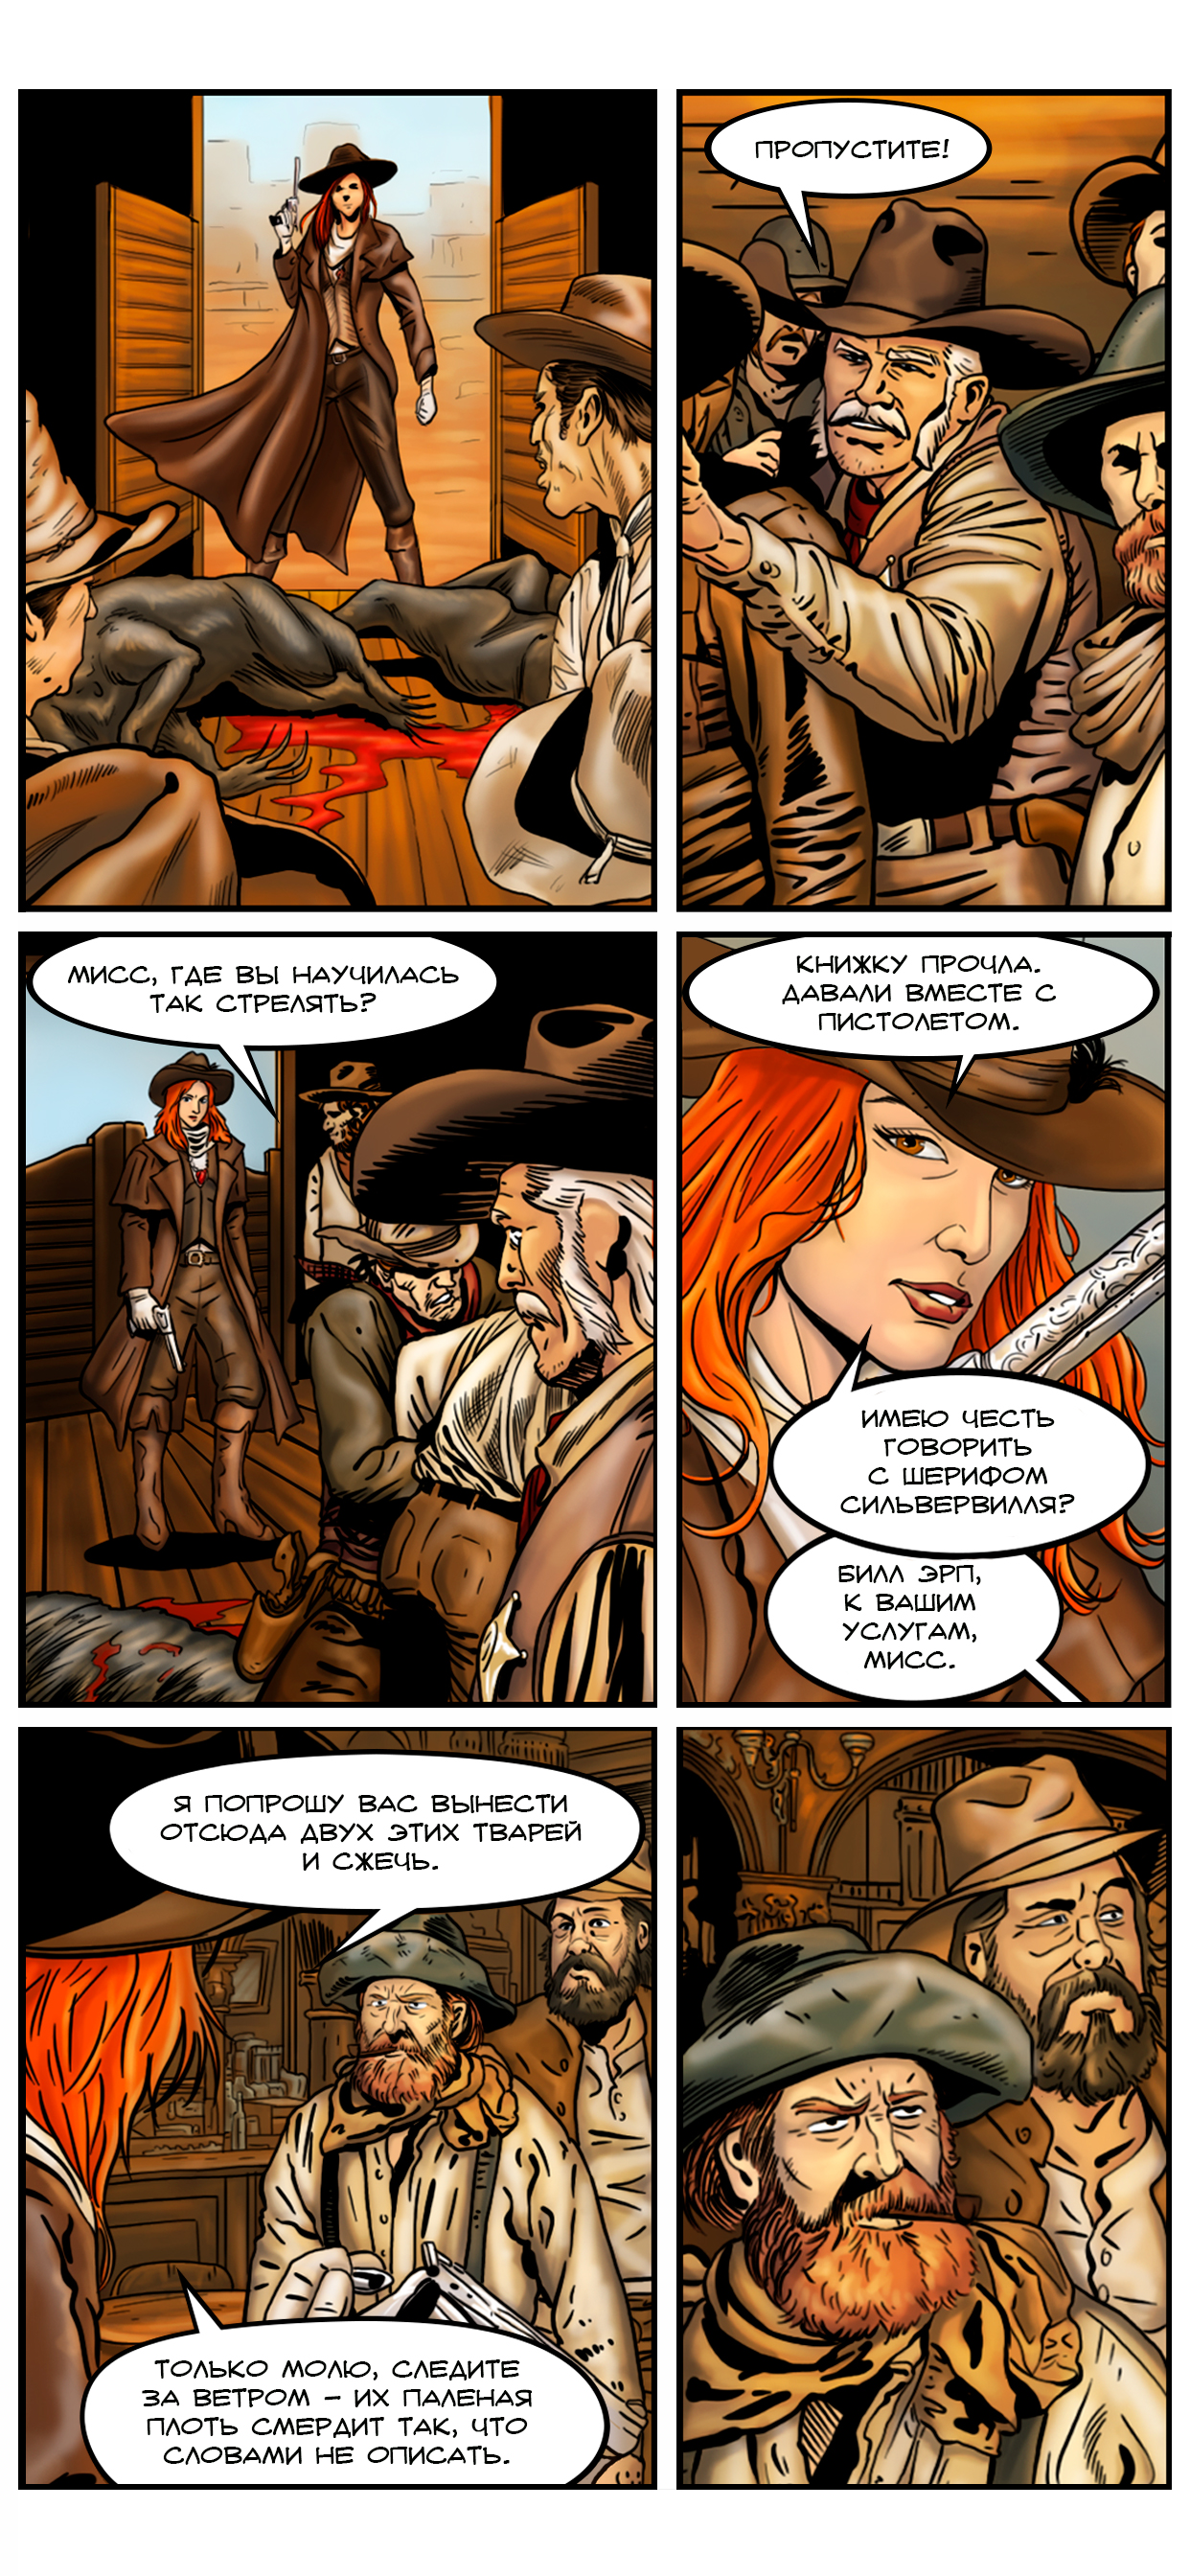 ПРОПУСТИТЕ!
МИСС, ГДЕ ВЫ НАУЧИЛАСЬ
ТАК СТРЕЛЯТЬ?
КНИЖКУ ПРОЧЛА.
ДАВАЛИ ВМЕСТЕ С
ПИСТОЛЕТОМ.
ИМЕЮ ЧЕСТЬ
ГОВОРИТЬ
С ШЕРИФОМ
СИЛЬВЕРВИЛЛЯ?
БИЛЛ ЭРП,
К ВАШИМ
УСЛУГАМ,
МИСС.
Я ПОПРОШУ ВАС ВЫНЕСТИ
ОТСЮДА ДВУХ ЭТИХ ТВАРЕЙ
И СЖЕЧЬ.
ТОЛЬКО МОЛЮ, СЛЕДИТЕ
ЗА ВЕТРОМ – ИХ ПАЛЕНАЯ
ПЛОТЬ СМЕРДИТ ТАК, ЧТО
СЛОВАМИ НЕ ОПИСАТЬ.